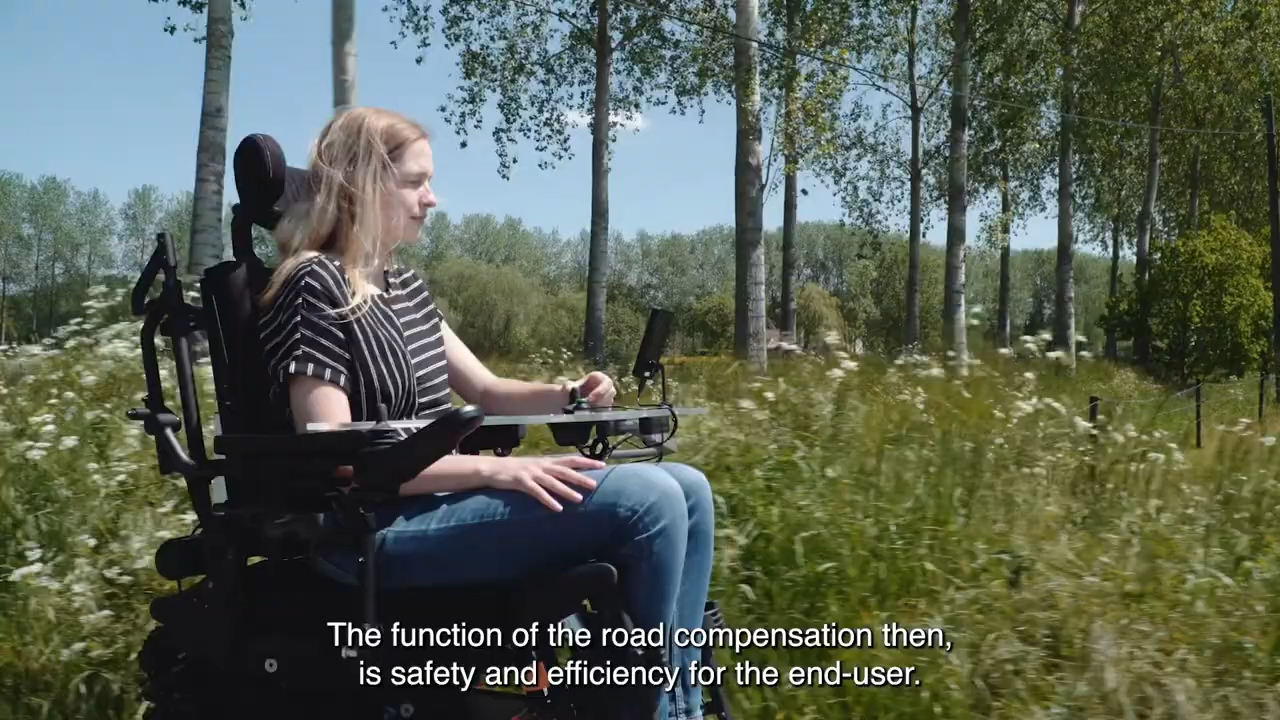 The function of the road compensation then,
is safety and efficiency for the end-user.